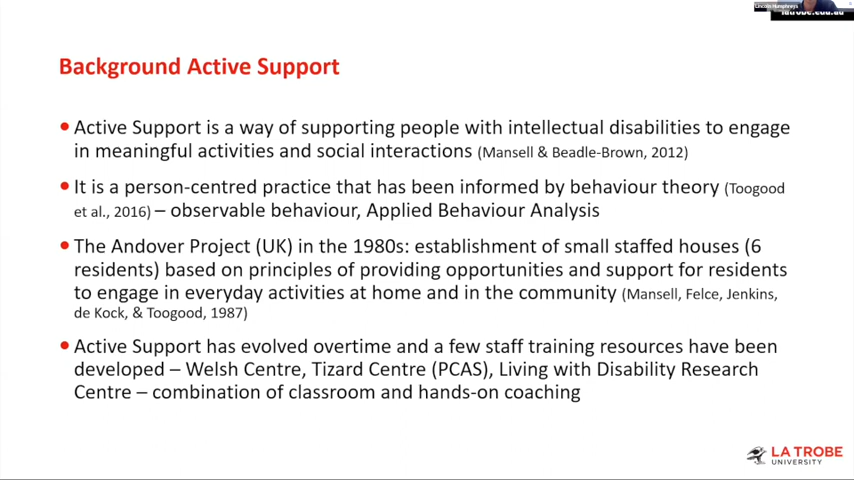 Lincoln Humphreys
latrobe.edu.au
Background Active Support
• Active Support is a way of supporting people with intellectual disabilities to engage
in meaningful activities and social interactions (Mansell & Beadle-Brown, 2012)
• It is a person-centred practice that has been informed by behaviour theory (Toogood
et al., 2016) – observable behaviour, Applied Behaviour Analysis
• The Andover Project (UK) in the 1980s: establishment of small staffed houses (6
residents) based on principles of providing opportunities and support for residents
to engage in everyday activities at home and in the community (Mansell, Felce, Jenkins,
de Kock, & Toogood, 1987)
• Active Support has evolved overtime and a few staff training resources have been
developed – Welsh Centre, Tizard Centre (PCAS), Living with Disability Research
Centre – combination of classroom and hands-on coaching
LA TROBE
UNIVERSITY